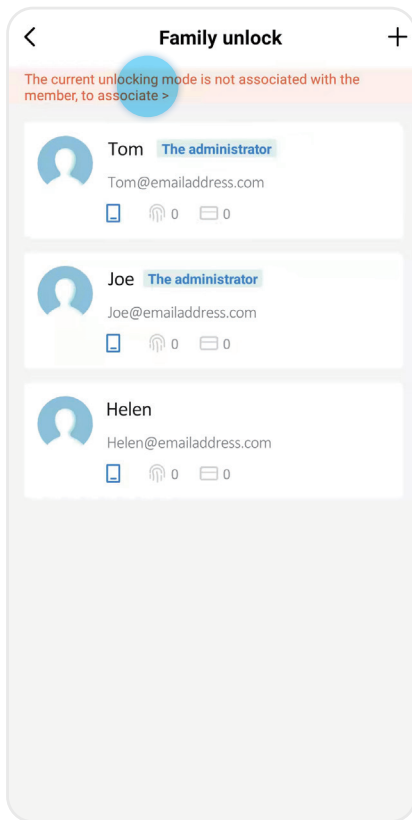 Family unlock
The current unlocking mode is not associated with the
member, to associate >
Tom The administrator
Tom@emailaddress.com
0 0
Joe The administrator
Joe@emailaddress.com
0 0
Helen
Helen@emailaddress.com
0 0